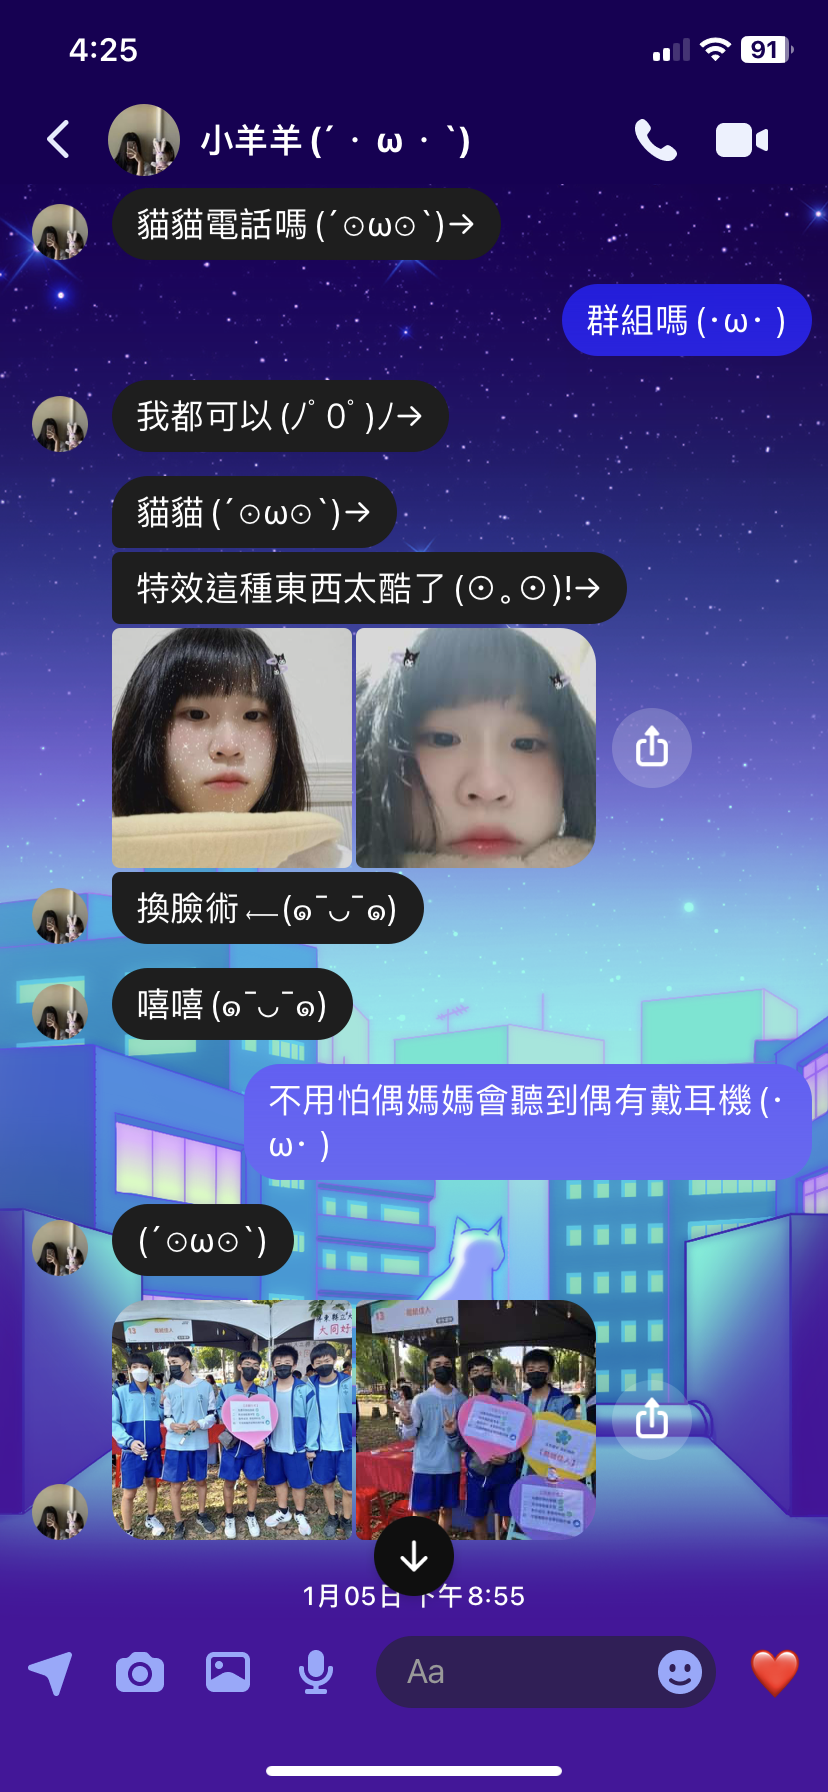 4:25
91
小羊羊 (´・ω・`)
貓貓電話嗎 (´⊙ω⊙`)→
群組嗎 (･ω･ )
我都可以 (ﾉﾟ0ﾟ)ﾉ→
貓貓 (´⊙ω⊙`)→
特效這種東西太酷了 (⊙｡⊙)!→
換臉術 ←—(๑¯◡¯๑)
嘻嘻 (๑¯◡¯๑)
不用怕偶媽媽會聽到偶有戴耳機 (･
ω･ )
(´⊙ω⊙`)
大同好
1月05日 下午8:55
Aa